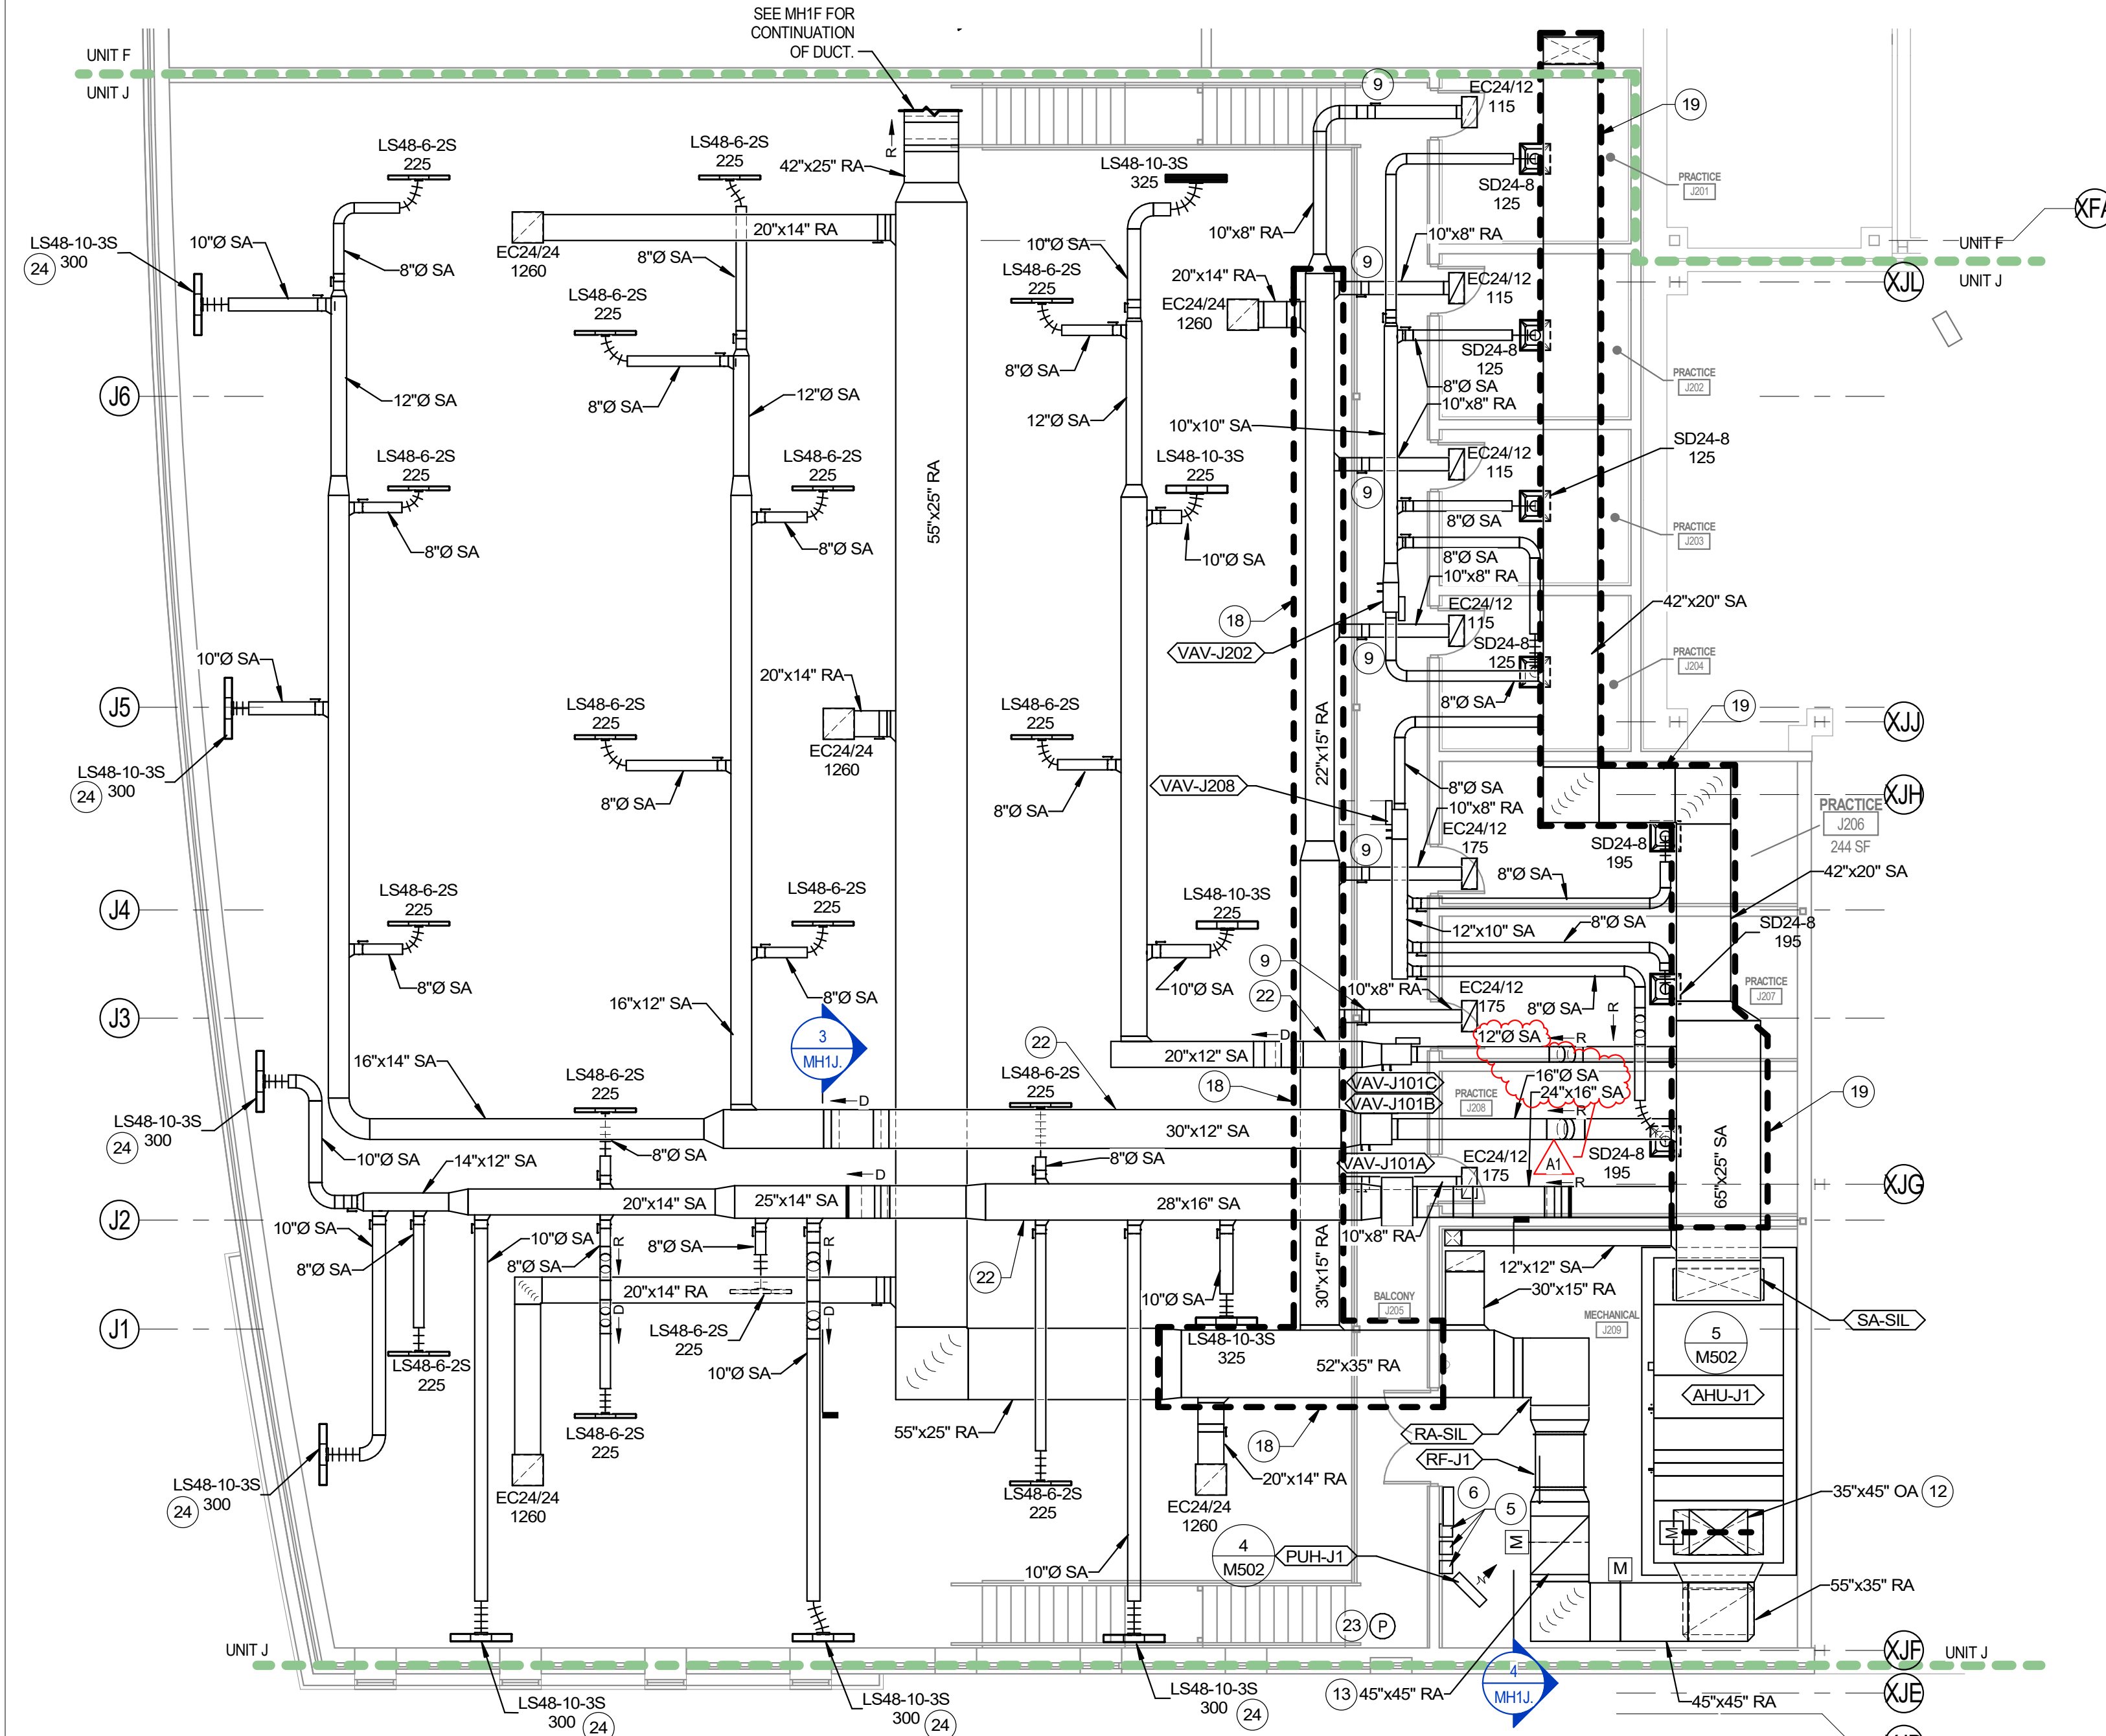 SEE MH1F FOR
CONTINUATION
OF DUCT.
UNIT F
UNIT J
9
EC24/12
115
19
LS48-6-2S
225
LS48-6-2S
225
R
42"x25" RA
LS48-10-3S
325
SD24-8
125
PRACTICE
J201
XFA
LS48-10-3S
300
24
10"Ø SA
8"Ø SA
EC24/24
1260
20"x14" RA
8"Ø SA
10"Ø SA
10"x8" RA
10"x8" RA
UNIT F
UNIT J
XJL
LS48-6-2S
225
LS48-6-2S
225
20"x14" RA
EC24/24
1260
9
EC24/12
115
SD24-8
125
PRACTICE
J202
8"Ø SA
8"Ø SA
10"x8" RA
J6
12"Ø SA
8"Ø SA
12"Ø SA
8"Ø SA
12"Ø SA
10"x10" SA
SD24-8
125
LS48-6-2S
225
LS48-6-2S
225
55"x25" RA
LS48-10-3S
225
EC24/12
115
9
8"Ø SA
PRACTICE
J203
8"Ø SA
8"Ø SA
10"Ø SA
8"Ø SA
10"x8" RA
42"x20" SA
18
EC24/12
115
VAV-J202
9
SD24-8
125
PRACTICE
J204
10"Ø SA
20"x14" RA
8"Ø SA
J5
LS48-6-2S
225
EC24/24
1260
LS48-6-2S
225
22"x15" RA
19
XJJ
LS48-10-3S
300
24
8"Ø SA
8"Ø SA
VAV-J208
8"Ø SA
10"x8" RA
XJH
PRACTICE
J206
244 SF
9
EC24/12
175
SD24-8
195
42"x20" SA
J4
LS48-6-2S
225
LS48-6-2S
225
LS48-10-3S
225
8"Ø SA
8"Ø SA
12"x10" SA
SD24-8
195
8"Ø SA
8"Ø SA
16"x12" SA
10"Ø SA
9
22
10"x8" RA
EC24/12
175
8"Ø SA
R
PRACTICE
J207
J3
3
MH1J.
22
D
20"x12" SA
12"Ø SA
R
16"x14" SA
LS48-6-2S
225
LS48-6-2S
225
18
VAV-J101C
VAV-J101B
PRACTICE
J208
16"Ø SA
24"x16" SA
R
19
LS48-10-3S
300
24
D
30"x12" SA
10"Ø SA
14"x12" SA
8"Ø SA
8"Ø SA
VAV-J101A
EC24/12
175
A1
SD24-8
195
65"x25" SA
R
XJG
J2
20"x14" SA
25"x14" SA
D
28"x16" SA
10"Ø SA
8"Ø SA
10"Ø SA
8"Ø SA
R
8"Ø SA
R
22
30"x15" RA
10"x8" RA
12"x12" SA
20"x14" RA
D
D
10"Ø SA
BALCONY
J205
30"x15" RA
MECHANICAL
J209
SA-SIL
J1
LS48-6-2S
225
LS48-6-2S
225
10"Ø SA
LS48-10-3S
325
52"x35" RA
5
M502
AHU-J1
LS48-6-2S
225
55"x25" RA
18
RA-SIL
RF-J1
LS48-10-3S
300
24
EC24/24
1260
LS48-6-2S
225
20"x14" RA
EC24/24
1260
6
5
35"x45" OA
12
M
M
M
10"Ø SA
4
M502
PUH-J1
55"x35" RA
23
P
UNIT J
XJF
UNIT J
LS48-10-3S
300
24
LS48-10-3S
300
24
LS48-10-3S
300
24
13
45"x45" RA
4
MH1J.
45"x45" RA
XJE